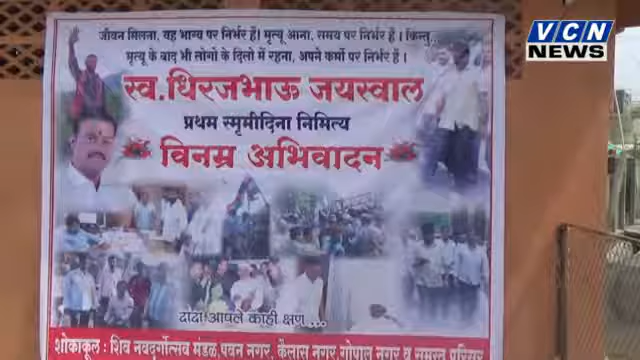 VCN
NEWS
जीवन मिलना, यह भाग्य पर निर्भर हैं। मृत्यू आना, समय पर निर्भर हैं । किन्तु..
मृत्यू के बाद भी लोगो के दिलो में रहना, अपने कर्मो पर निर्भर हैं ।
स्व.धिरजभाऊ जयस्वाल
प्रथम स्मृमीदिना निमित्य
विनम्र अभिवादन
दादा आपले काही क्षण ...
शोकाकूल : शिव नवदुर्गोत्सव मंडळ, पवन नगर, कैलास नगर, गोपाल नगर व समस्त परिवार